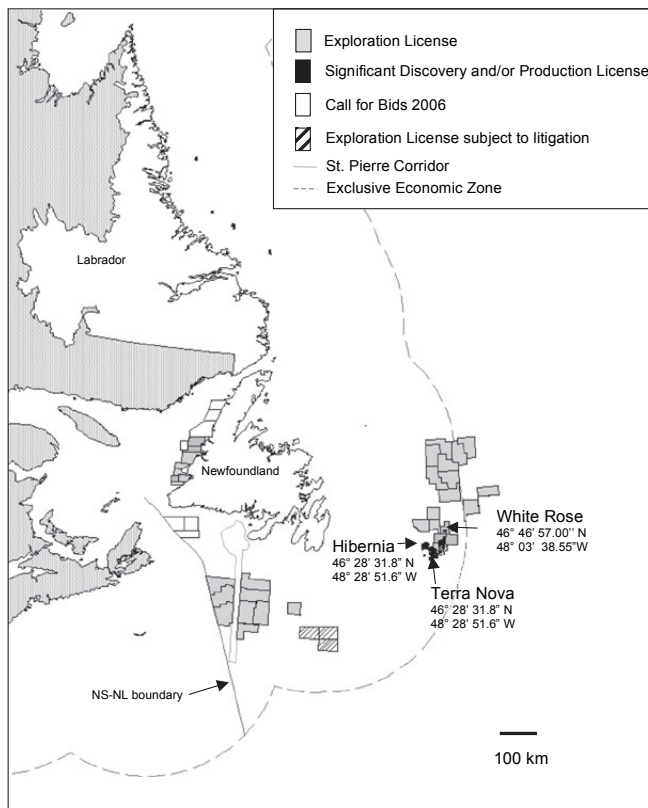 Exploration License
Significant Discovery and/or Production License
Call for Bids 2006
Exploration License subject to litigation
St. Pierre Corridor
Exclusive Economic Zone
Labrador
Newfoundland
White Rose
46° 46' 57.00'' N
48° 03' 38.55"W
Hibernia
46° 28' 31.8" N
48° 28' 51.6" W
Terra Nova
46° 28' 31.8" N
48° 28' 51.6" W
NS-NL boundary
100 km